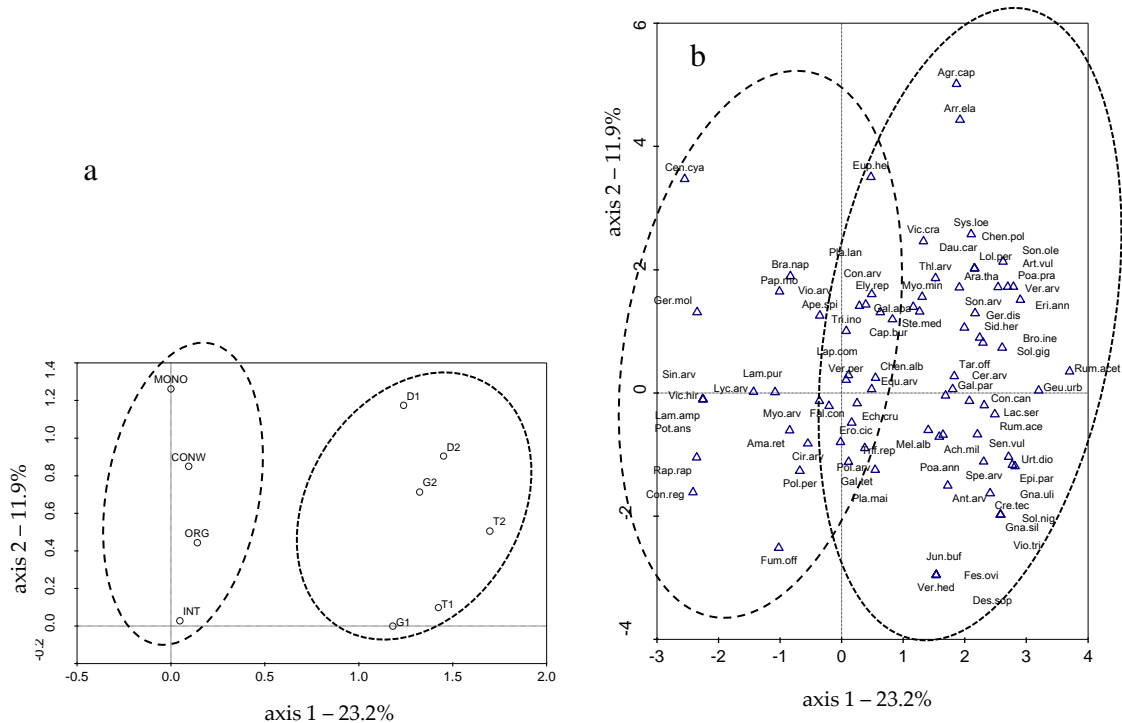 a
axis 2 – 11.9%
1.4
1.2
1.0
0.8
0.6
0.4
0.2
0.0
-0.2
MONO
CONW
ORG
INT
D1
D2
G2
T2
T1
G1
-0.5
0.0
0.5
1.0
1.5
2.0
axis 1 – 23.2%
b
axis 2 – 11.9%
6
4
2
0
-2
-4
Agr.cap
Arr.ela
Cen.cya
Eup.hel
Vic.cra
Sys.loe
Chen.pol
Pla.lan
Dau.car
Son.ole
Bra.nap
Con.arv
Thl.arv
Lol.per
Art.vul
Pap.rho
Vio.arv
Ely.rep
Myo.min
Ara.tha
Poa.pra
Ger.mol
Ape.spi
Gal.apa
Son.arv
Ver.arv
Eri.ann
Tri.ino
Cap.bur
Ste.med
Ger.dis
Sid.her
Bro.ine
Sol.gig
Lap.com
Sin.arv
Lam.pur
Ver.per
Chen.alb
Tar.off
Cer.arv
Rum.acet
Vic.hir
Lyc.arv
Equ.arv
Gal.par
Geu.urb
Lam.amp
Myo.arv
Fal.con
Ech.cru
Con.can
Lac.ser
Pot.ans
Ama.ret
Ero.cic
Rum.ace
Cir.arv
Trif.rep
Mel.alb
Ach.mil
Sen.vul
Rap.rap
Pol.per
Pol.arv
Poa.ann
Spe.arv
Urt.dio
Con.reg
Gal.tet
Epi.par
Pla.mai
Ant.arv
Gna.uli
Cre.tec
Sol.nig
Gna.sil
Fum.off
Vio.tri
Jun.buf
Ver.hed
Fes.ovi
Des.sop
-3
-2
-1
0
1
2
3
4
axis 1 – 23.2%